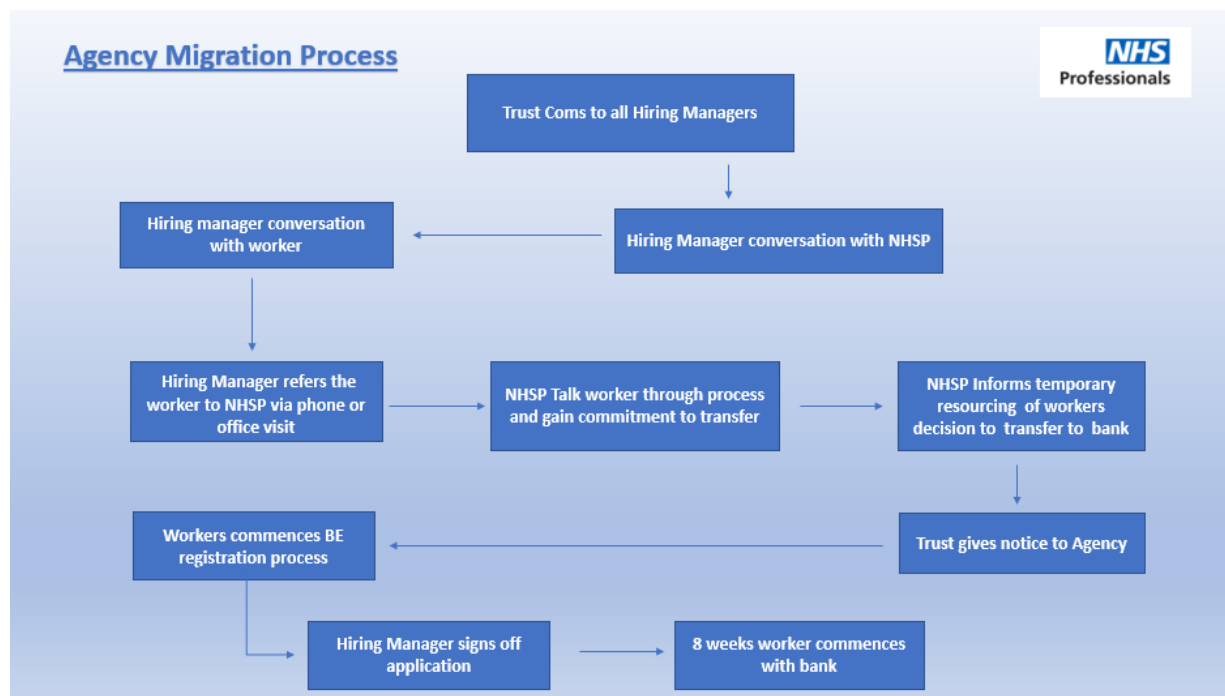 Agency Migration Process
NHS
Professionals
Trust Coms to all Hiring Managers
Hiring manager conversation
with worker
Hiring Manager conversation with NHSP
Hiring Manager refers the
worker to NHSP via phone or
office visit
NHSP Talk worker through process
and gain commitment to transfer
NHSP Informs temporary
resourcing of workers
decision to transfer to bank
Workers commences BE
registration process
Trust gives notice to Agency
Hiring Manager signs off
application
8 weeks worker commences
with bank